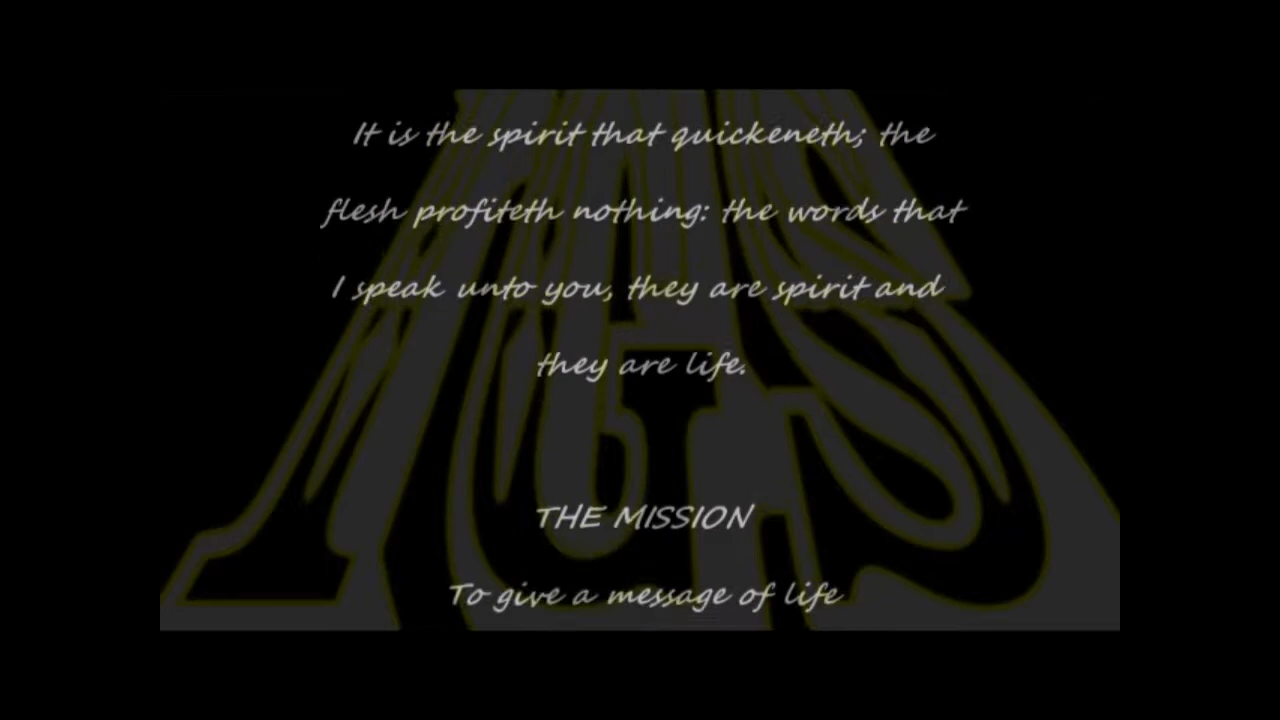 It is the spirit that quickeneth; the
flesh profiteth nothing: the words that
I speak unto you, they are spirit and
they are life.
THE MISSION
To give a message of life